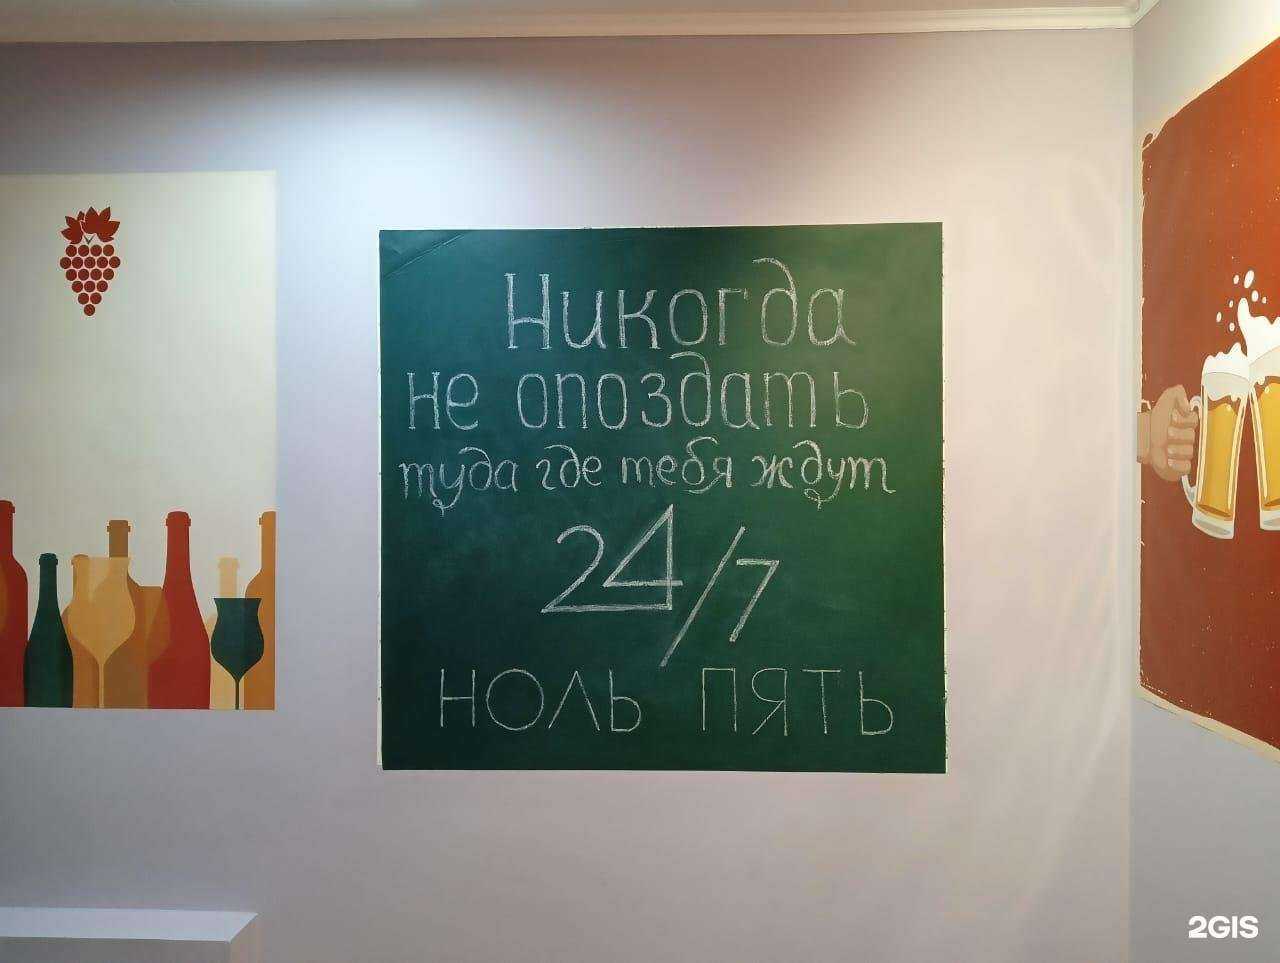 Никогда
не опоздать
туда где тебя ждут
24/7
НОЛЬ ПЯТЬ
2GIS